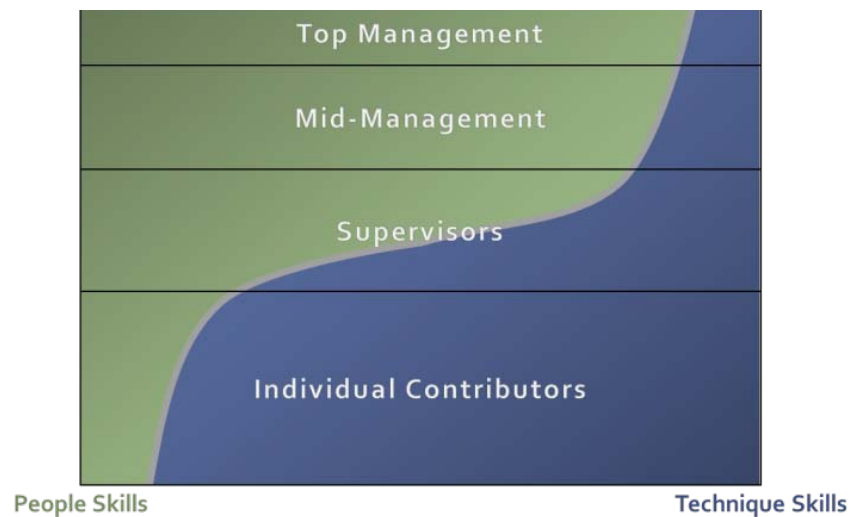 Top Management
Mid-Management
Supervisors
Individual Contributors
People Skills
Technique Skills